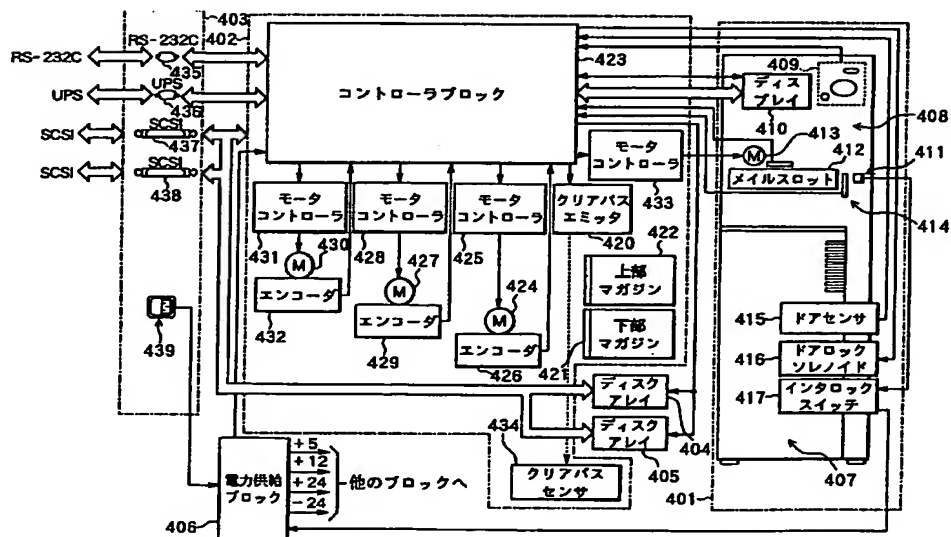 403
RS-232C
402
RS-232C
435
UPS
UPS
436
SCSI
SCSI
437
SCSI
SCSI
438
コントローラブロック
423
409
ディス
プレイ
410
408
413
M
412
411
メイルスロット
414
モータ
コントローラ
433
モータ
コントローラ
431
430
M
エンコーダ
432
モータ
コントローラ
428
427
M
エンコーダ
429
モータ
コントローラ
425
424
M
エンコーダ
426
クリアパス
エミッタ
420
422
上部
マガジン
下部
マガジン
421
415
ドアセンサ
416
ドアロック
ソレノイド
417
インタロック
スイッチ
407
401
439
ディスク
アレイ
404
ディスク
アレイ
405
434
クリアパス
センサ
電力供給
ブロック
406
+5
+12
+24
-24
他のブロックへ